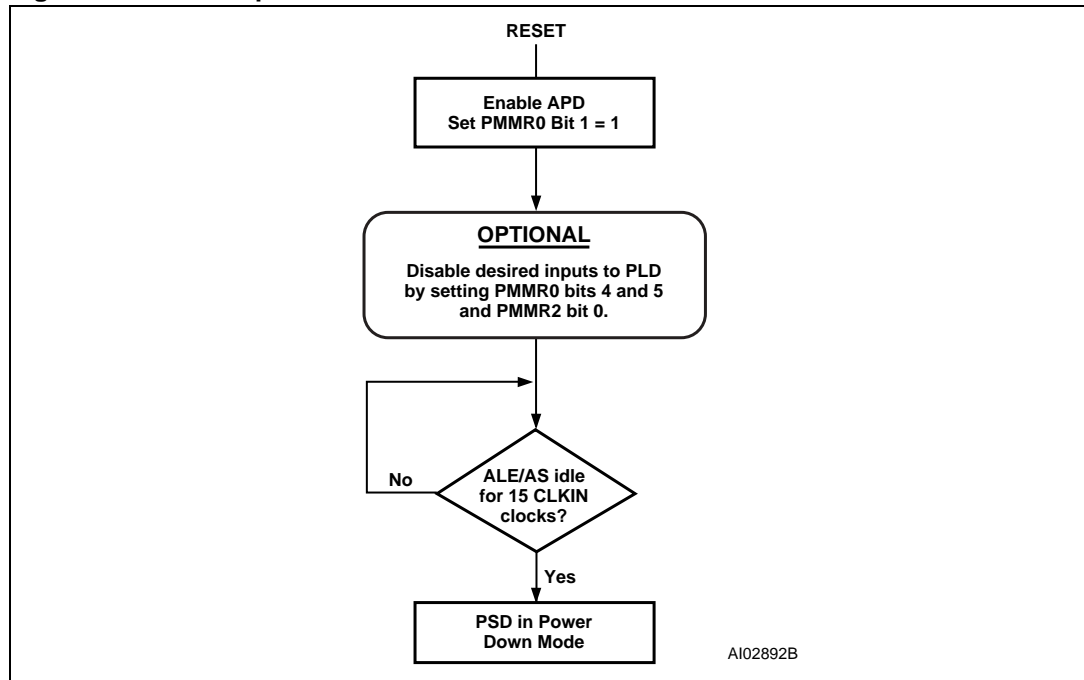 RESET
Enable APD
Set PMMR0 Bit 1 = 1
OPTIONAL
Disable desired inputs to PLD
by setting PMMR0 bits 4 and 5
and PMMR2 bit 0.
No
ALE/AS idle
for 15 CLKIN
clocks?
Yes
PSD in Power
Down Mode
AI02892B